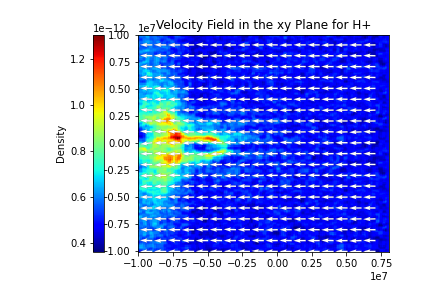 Velocity Field in the xy Plane for H+
1e−12
1e7
1.2
1.0
0.8
0.6
0.4
Density
1.00
0.75
0.50
0.25
0.00
−0.25
−0.50
−0.75
−1.00
−1.00 −0.75 −0.50 −0.25 0.00 0.25 0.50 0.75
1e7